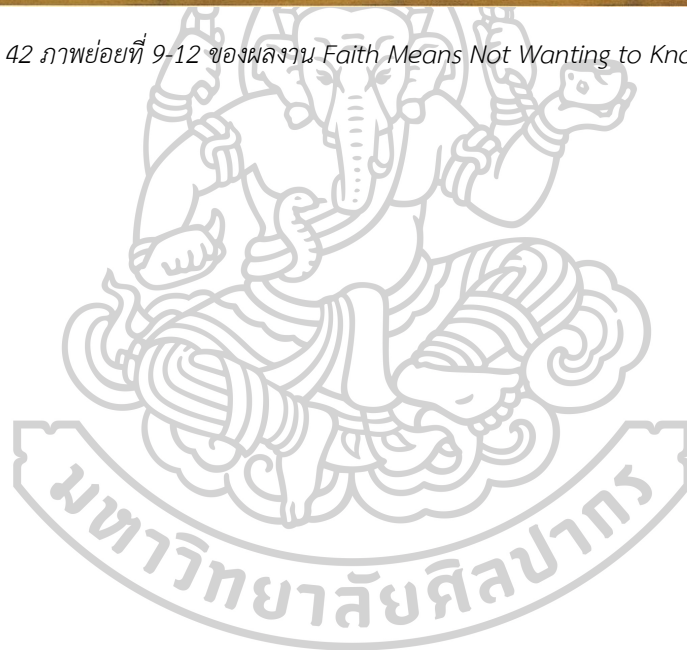 42 ภาพย่อยที่ 9-12 ของผลงาน Faith Means Not Wanting to
มหาวิทยาลัยศิลปากร